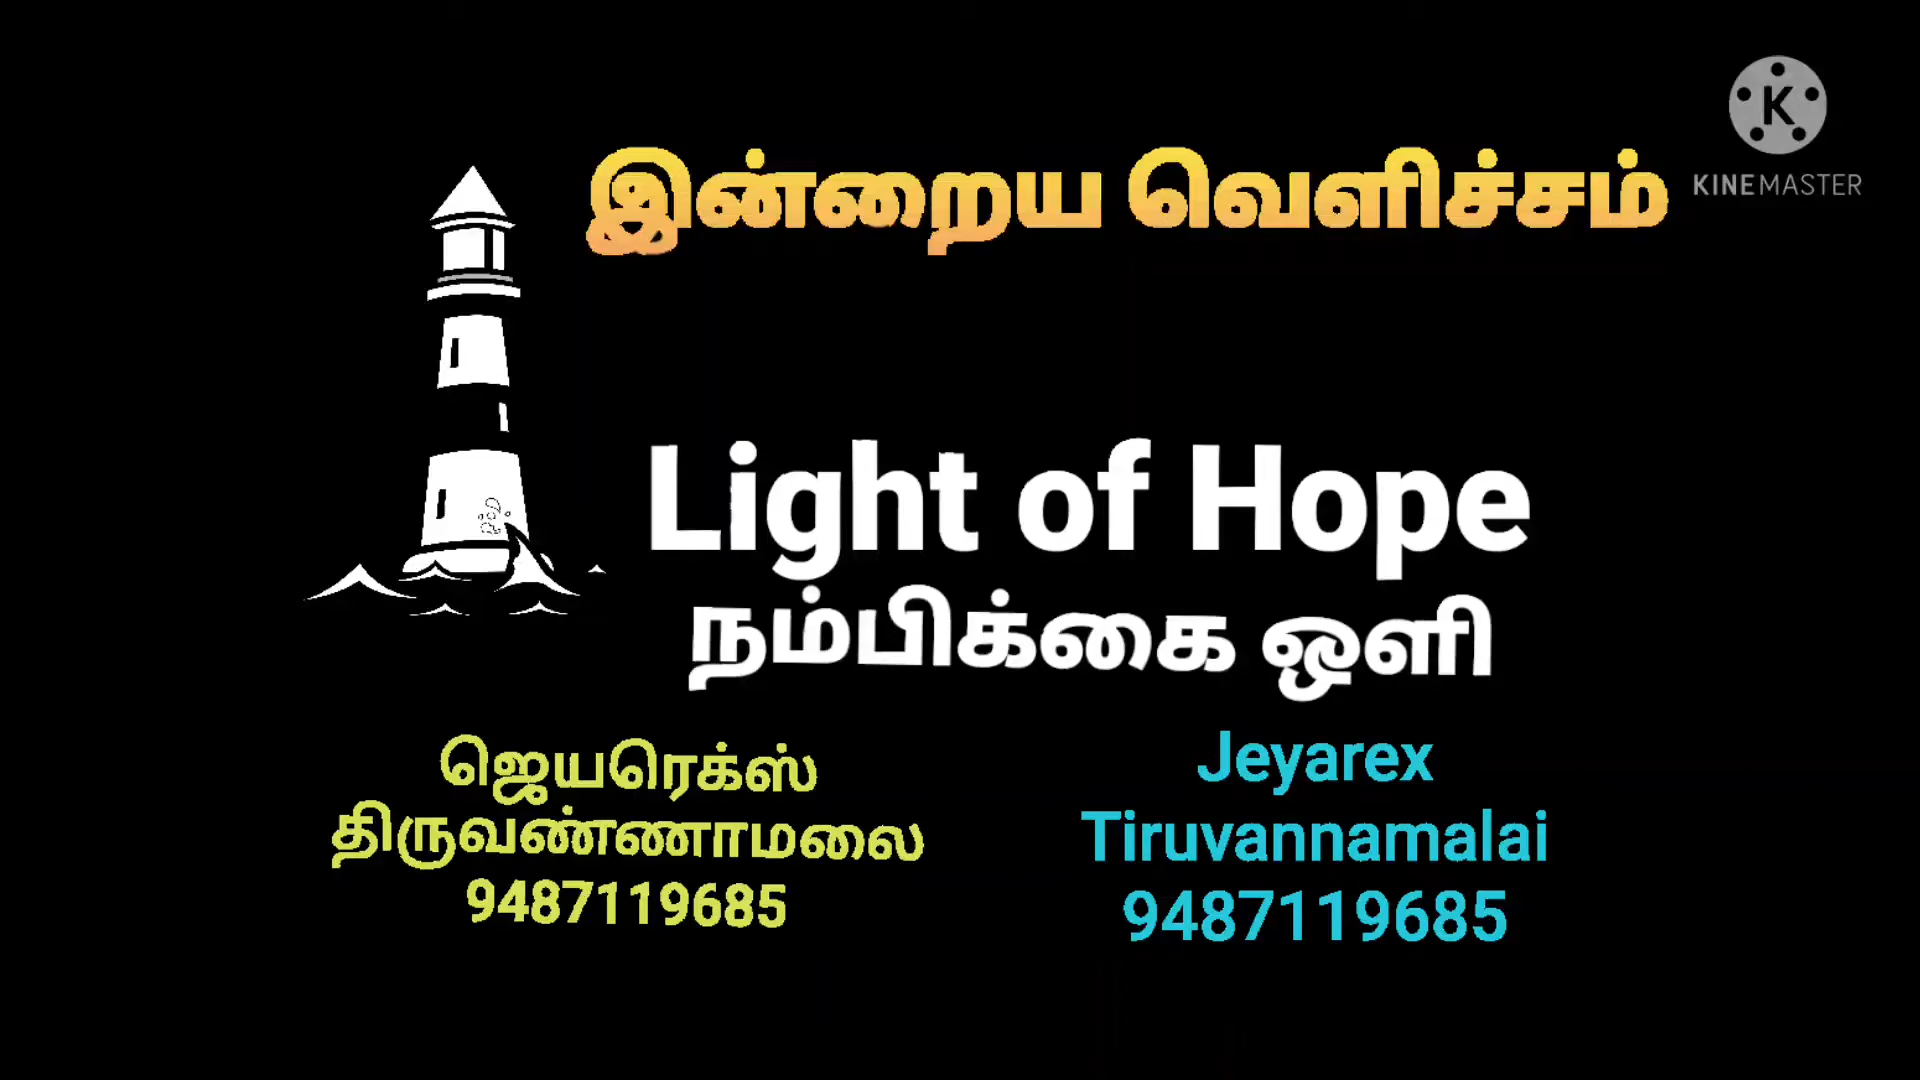 இன்றைய வெளிச்சம்
KINEMASTER
Light of Hope
நம்பிக்கை ஒளி
ஜெயரெக்ஸ்
திருவண்ணாமலை
9487119685
Jeyarex
Tiruvannamalai
9487119685